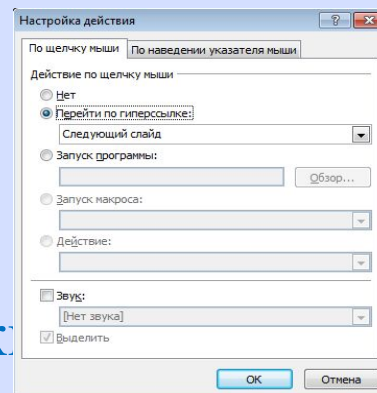 Настройка действия
По щелчку мыши По наведении указателя мыши
Действие по щелчку мыши
Нет
Перейти по гиперссылке:
Следующий слайд
Запуск программы:
Обзор...
Запуск макроса:
Действие:
Звук:
[Нет звука]
Выделить
ОК Отмена